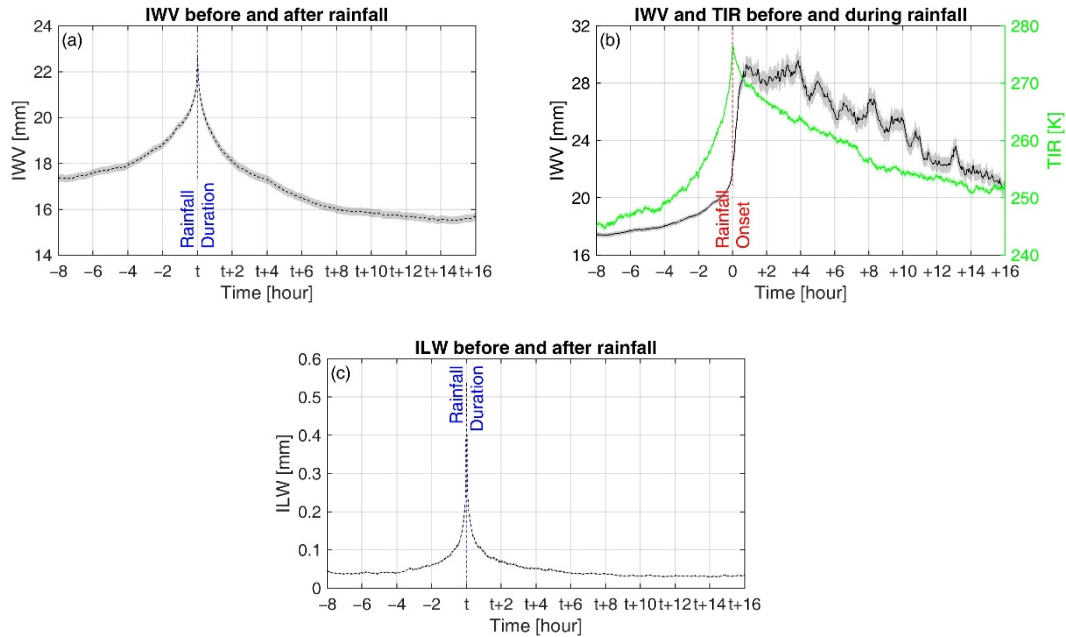 IWV before and after rainfall
(a)
24
22
20
18
16
14
IWV [mm]
Rainfall
Duration
−8 −6 −4 −2 t t+2 t+4 t+6 t+8 t+10 t+12 t+14 t+16
Time [hour]
IWV and TIR before and during rainfall
(b)
32
28
24
20
16
IWV [mm]
280
270
260
250
240
TIR [K]
Rainfall
Onset
−8 −6 −4 −2 0 +2 +4 +6 +8 +10 +12 +14 +16
Time [hour]
ILW before and after rainfall
(c)
0.6
0.5
0.4
0.3
0.2
0.1
0
ILW [mm]
Rainfall
Duration
−8 −6 −4 −2 t t+2 t+4 t+6 t+8 t+10 t+12 t+14 t+16
Time [hour]